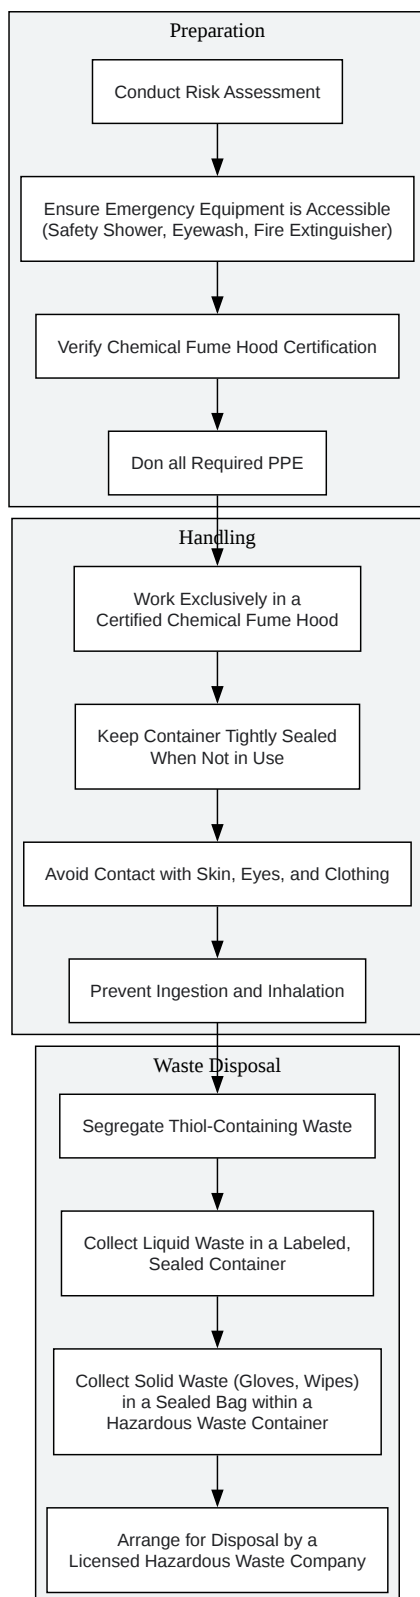 Preparation
Conduct Risk Assessment
Ensure Emergency Equipment is Accessible
(Safety Shower, Eyewash, Fire Extinguisher)
Verify Chemical Fume Hood Certification
Don all Required PPE
Handling
Work Exclusively in a
Certified Chemical Fume Hood
Keep Container Tightly Sealed
When Not in Use
Avoid Contact with Skin, Eyes, and Clothing
Prevent Ingestion and Inhalation
Waste Disposal
Segregate Thiol-Containing Waste
Collect Liquid Waste in a Labeled,
Sealed Container
Collect Solid Waste (Gloves, Wipes)
in a Sealed Bag within a
Hazardous Waste Container
Arrange for Disposal by a
Licensed Hazardous Waste Company